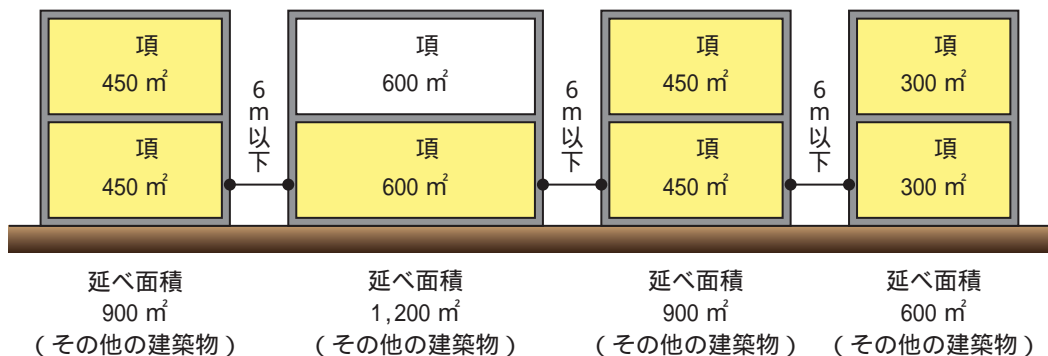 項
450 ㎡
項
450 ㎡
6m以下
項
600 ㎡
項
600 ㎡
6m以下
項
450 ㎡
項
450 ㎡
6m以下
項
300 ㎡
項
300 ㎡
延べ面積
900 ㎡
(その他の建築物)
延べ面積
1,200 ㎡
(その他の建築物)
延べ面積
900 ㎡
(その他の建築物)
延べ面積
600 ㎡
(その他の建築物)